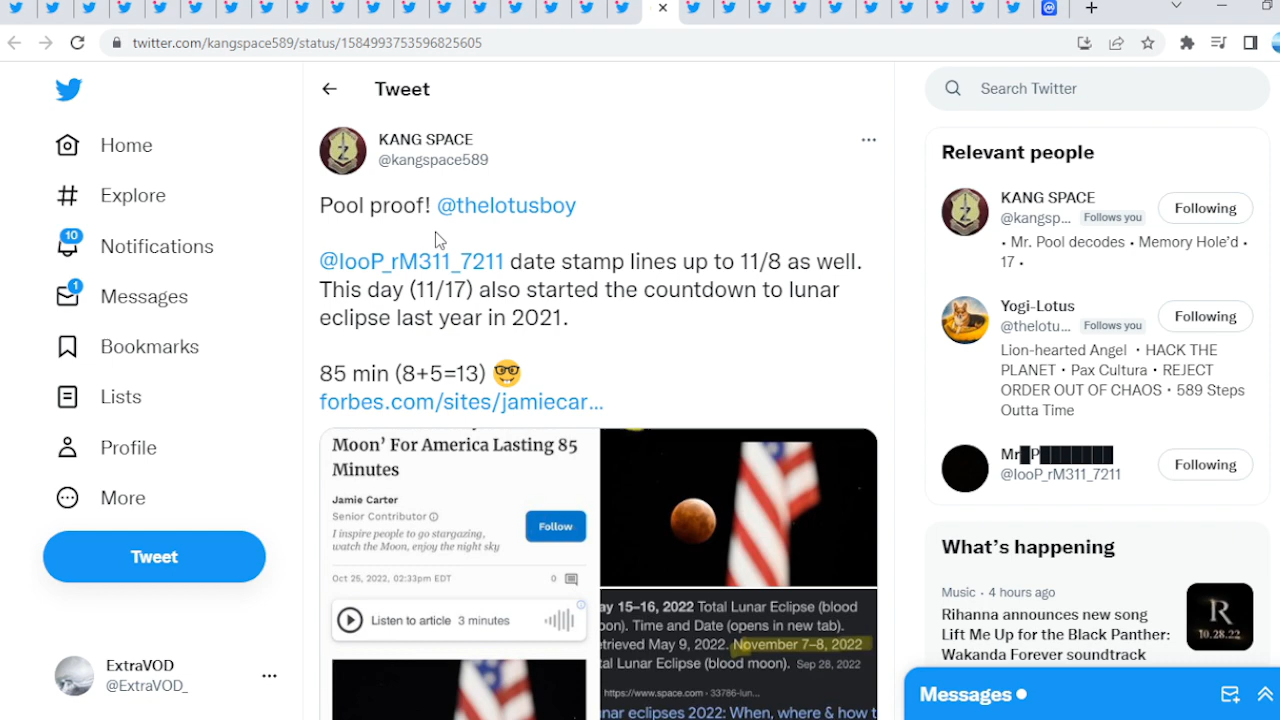 twitter.com/kangspace589/status/1584993753596825605
Home
Explore
10
Notifications
1
Messages
Bookmarks
Lists
Profile
More
Tweet
ExtraVOD
@ExtraVOD_
Tweet
KANG SPACE
@kangspace589
Pool proof! @thelotusboy
@looP_rM311_7211 date stamp lines up to 11/8 as well.
This day (11/17) also started the countdown to lunar
eclipse last year in 2021.
85 min (8+5=13) 🤓
forbes.com/sites/jamiecar...
Moon’ For America Lasting 85
Minutes
Jamie Carter
Senior Contributor
Follow
I inspire people to go stargazing,
watch the Moon, enjoy the night sky
Oct 25, 2022, 02:33pm EDT
0
Listen to article 3 minutes
ay 15–16, 2022 Total Lunar Eclipse (blood
oon). Time and Date (opens in new tab).
etrieved May 9, 2022. November 7–8, 2022
tal Lunar Eclipse (blood moon). Sep 28, 2022
https://www.space.com › 33786-lun...
nar eclipses 2022: When, where & how t
Search Twitter
Relevant people
KANG SPACE
@kangsp... Follows you
Following
• Mr. Pool decodes • Memory Hole’d •
17 •
Yogi-Lotus
@thelotu... Follows you
Following
Lion-hearted Angel • HACK THE
PLANET • Pax Cultura • REJECT
ORDER OUT OF CHAOS • 589 Steps
Outta Time
Mr█P███████
@looP_rM311_7211
Following
What’s happening
Music · 4 hours ago
Rihanna announces new song
Lift Me Up for the Black Panther:
Wakanda Forever soundtrack
R
10.28.22
Messages